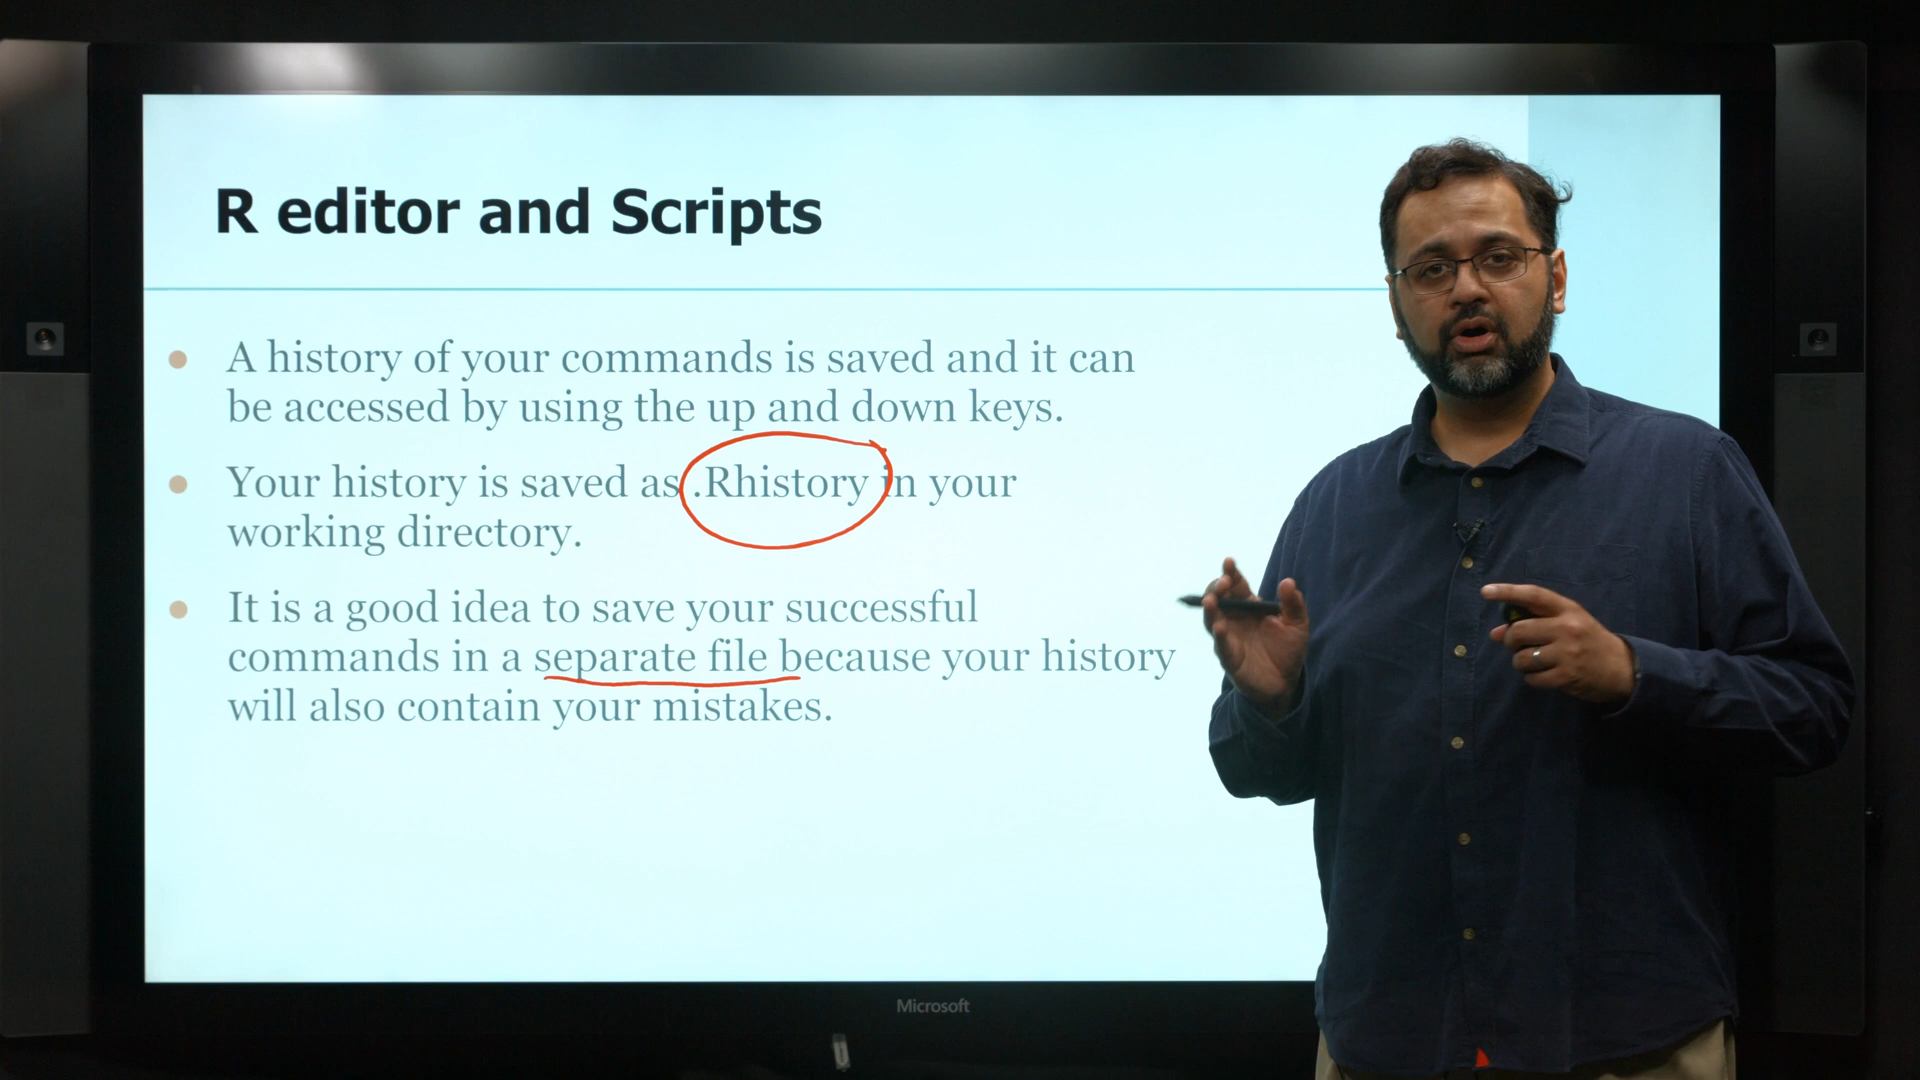 R editor and Scripts
A history of your commands is saved and it can
be accessed by using the up and down keys.
Your history is saved as .Rhistory in your
working directory.
It is a good idea to save your successful
commands in a separate file because your history
will also contain your mistakes.
Microsoft